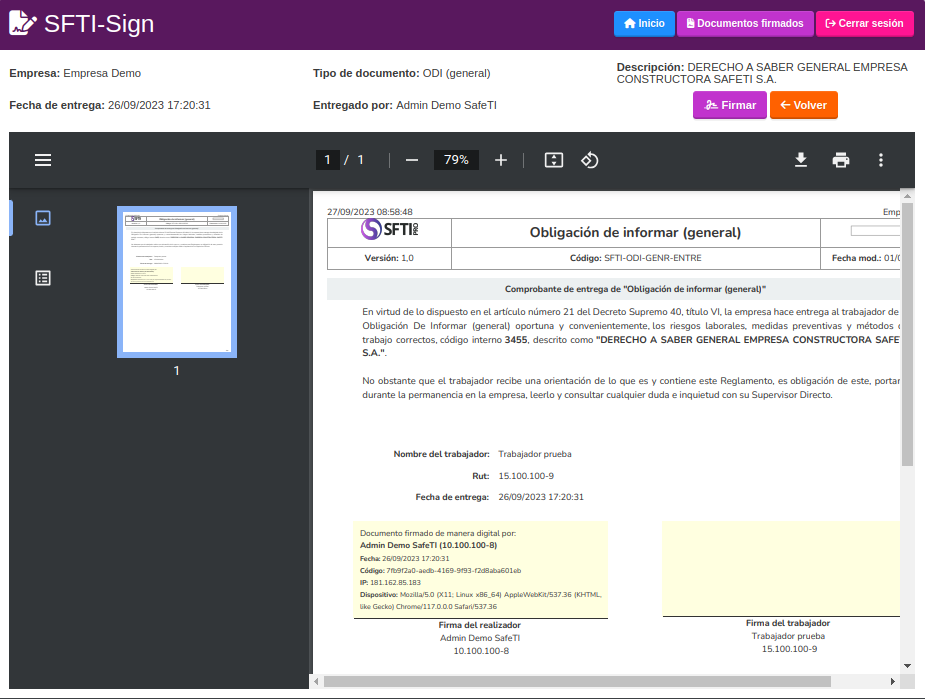 SFTI-Sign
Inicio
Documentos firmados
Cerrar sesión
Empresa: Empresa Demo
Tipo de documento: ODI (general)
Descripción: DERECHO A SABER GENERAL EMPRESA
CONSTRUCTORA SAFETI S.A.
Fecha de entrega: 26/09/2023 17:20:31
Entregado por: Admin Demo SafeTI
Firmar
Volver
1 / 1
79%
1
27/09/2023 08:58:48
Emp
SFTI PRO
Obligación de informar (general)
Versión: 1,0
Código: SFTI-ODI-GENR-ENTRE
Fecha mod.: 01/0
Comprobante de entrega de "Obligación de informar (general)"
En virtud de lo dispuesto en el artículo número 21 del Decreto Supremo 40, título VI, la empresa hace entrega al trabajador de
Obligación De Informar (general) oportuna y convenientemente, los riesgos laborales, medidas preventivas y métodos
trabajo correctos, código interno 3455, descrito como "DERECHO A SABER GENERAL EMPRESA CONSTRUCTORA SAFE
S.A.".
No obstante que el trabajador recibe una orientación de lo que es y contiene este Reglamento, es obligación de este, portar
durante la permanencia en la empresa, leerlo y consultar cualquier duda e inquietud con su Supervisor Directo.
Nombre del trabajador: Trabajador prueba
Rut: 15.100.100-9
Fecha de entrega: 26/09/2023 17:20:31
Documento firmado de manera digital por:
Admin Demo SafeTI (10.100.100-8)
Fecha: 26/09/2023 17:20:31
Código: 7fb9f2a0-aedb-4169-9f93-f2d8aba601eb
IP: 181.162.85.183
Dispositivo: Mozilla/5.0 (X11; Linux x86_64) AppleWebKit/537.36 (KHTML,
like Gecko) Chrome/117.0.0.0 Safari/537.36
Firma del realizador
Admin Demo SafeTI
10.100.100-8
Firma del trabajador
Trabajador prueba
15.100.100-9